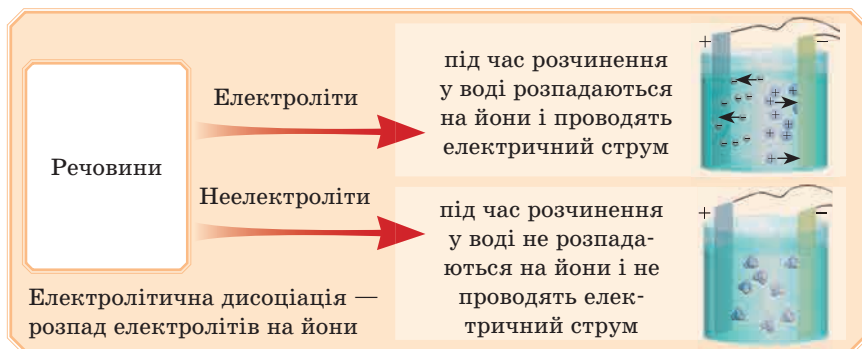 Речовини
Електроліти
під час розчинення
у воді розпадаються
на йони і проводять
електричний струм
+
−
Неелектроліти
під час розчинення
у воді не розпада-
ються на йони і не
проводять елек-
тричний струм
+
−
Електролітична дисоціація —
розпад електролітів на йони